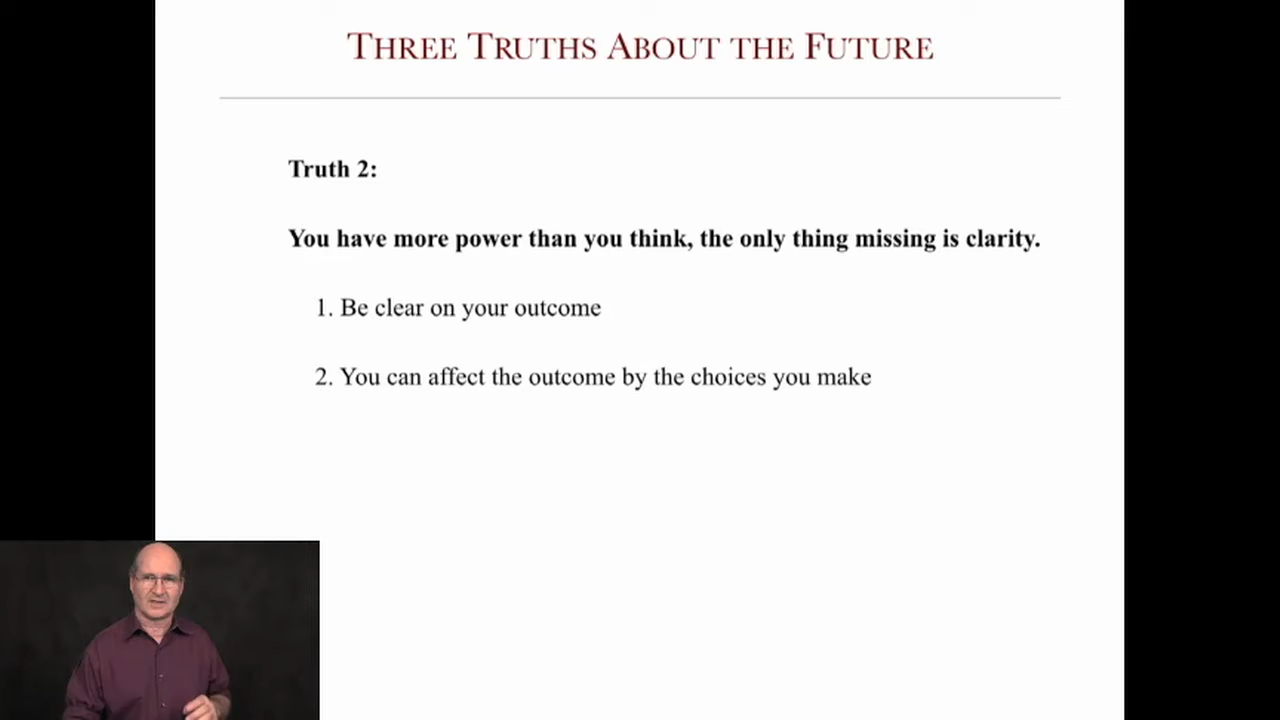 THREE TRUTHS ABOUT THE FUTURE
Truth 2:
You have more power than you think, the only thing missing is clarity.
1. Be clear on your outcome
2. You can affect the outcome by the choices you make